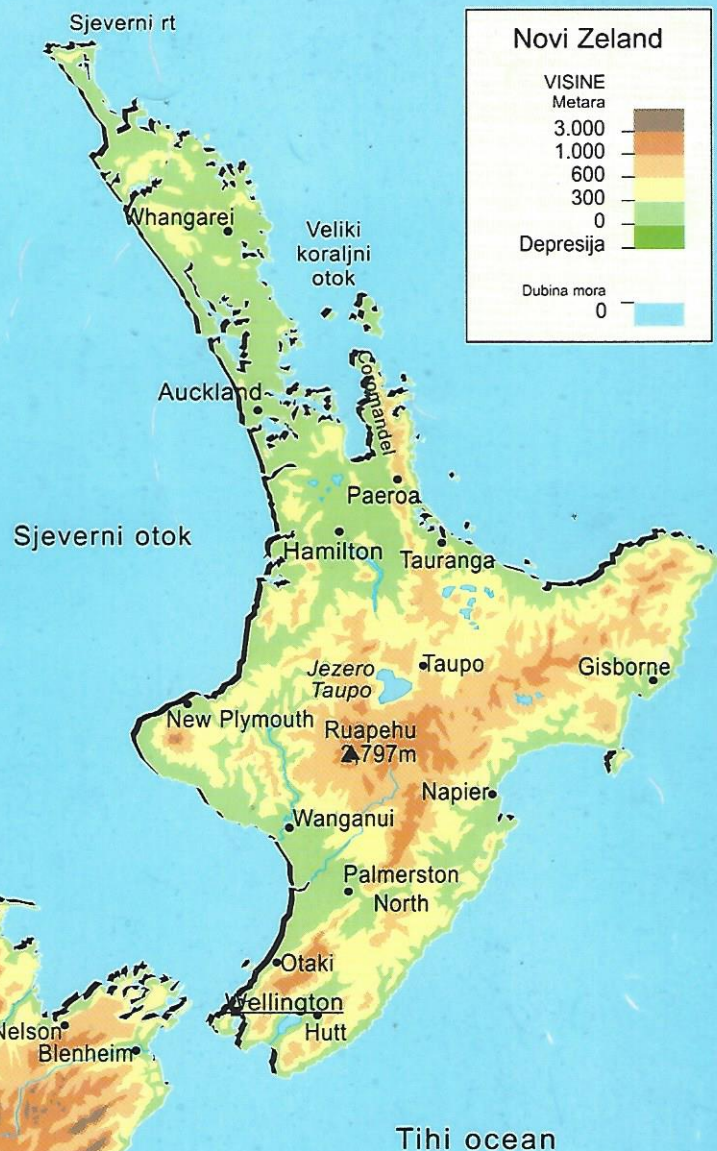 Sjeverni rt
Novi Zeland
VISINE
Metara
3.000
1.000
600
300
0
Depresija
Dubina mora
0
Whangarei
Veliki
koraljni
otok
Auckland
Coromandel
Paeroa
Sjeverni otok
Hamilton
Tauranga
Jezero
Taupo
Taupo
Gisborne
New Plymouth
Ruapehu
2,797m
Napier
Wanganui
Palmerston
North
Otaki
Wellington
Hutt
Nelson
Blenheim
Tihi ocean